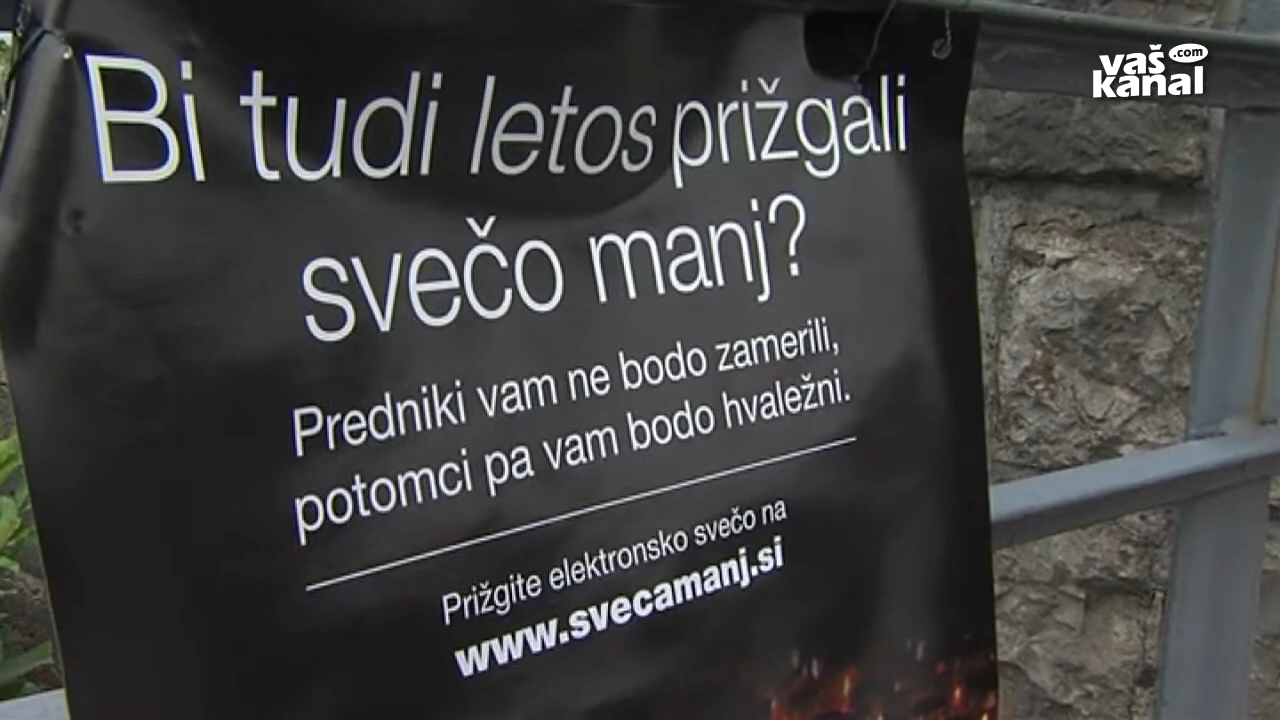 vaš .com
kanal
Bi tudi letos prižgali
svečo manj?
Predniki vam ne bodo zamerili,
potomci pa vam bodo hvaležni.
Prižgite elektronsko svečo na
www.svecamanj.si